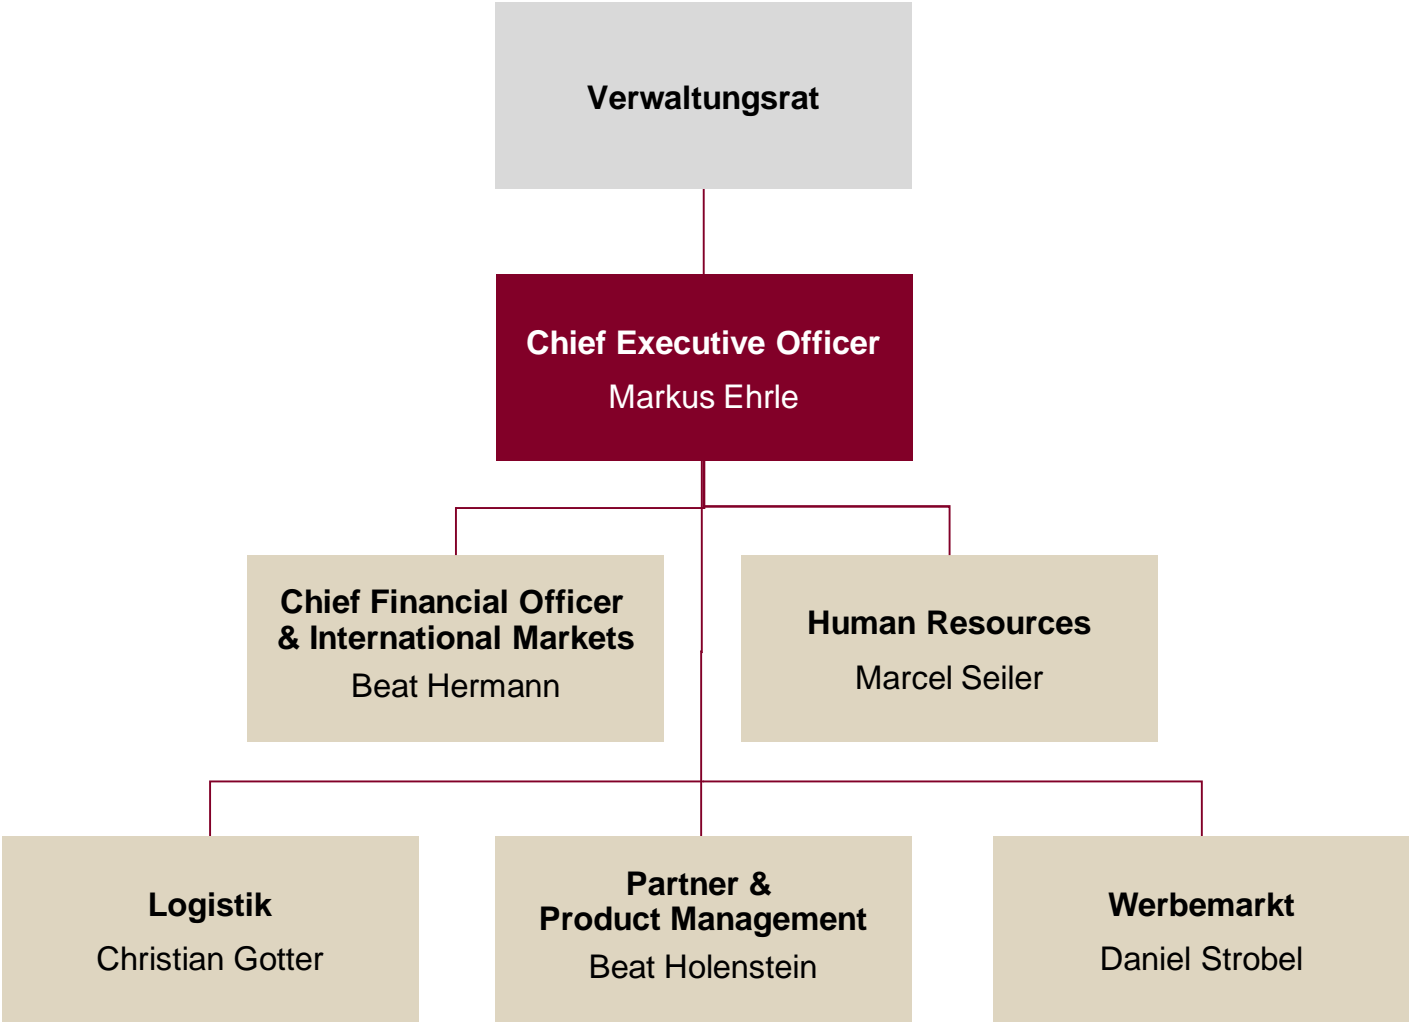 Verwaltungsrat
Chief Executive Officer
Markus Ehrle
Chief Financial Officer
& International Markets
Beat Hermann
Human Resources
Marcel Seiler
Logistik
Christian Gotter
Partner &
Product Management
Beat Holenstein
Werbemarkt
Daniel Strobel